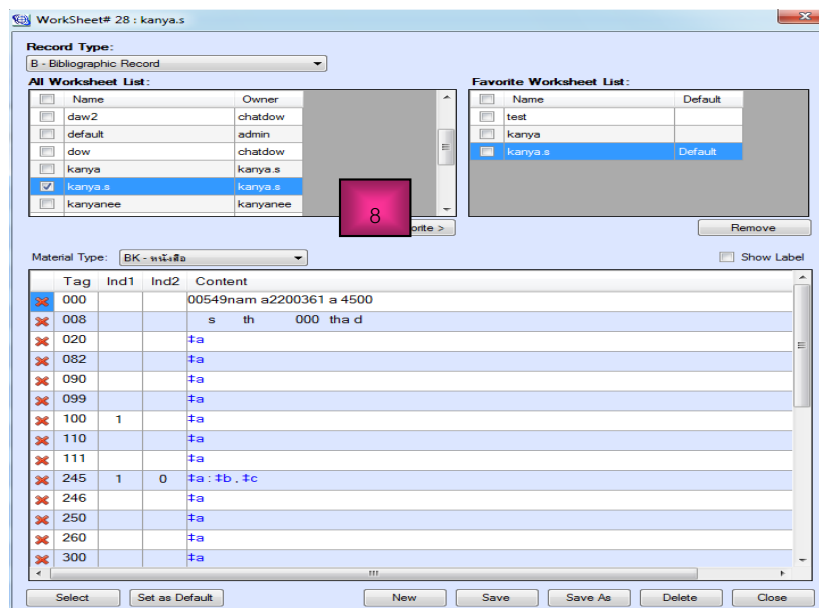 WorkSheet# 28 : kanya.s
Record Type:
B - Bibliographic Record
All Worksheet List:
Name Owner
daw2 chatdow
default admin
dow chatdow
kanya kanya.s
kanya.s kanya.s
kanyanee kanyanee
8
orite >
Favorite Worksheet List:
Name Default
test
kanya
kanya.s Default
Remove
Material Type: BK - หนังสือ
Show Label
Tag Ind1 Ind2 Content
000 00549nam a2200361 a 4500
008 s th 000 tha d
020 ‡a
082 ‡a
090 ‡a
099 ‡a
100 1 ‡a
110 ‡a
111 ‡a
245 1 0 ‡a : ‡b , ‡c
246 ‡a
250 ‡a
260 ‡a
300 ‡a
Select Set as Default New Save Save As Delete Close